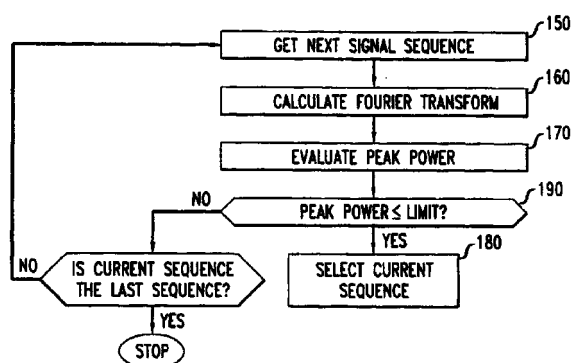 150
GET NEXT SIGNAL SEQUENCE
160
CALCULATE FOURIER TRANSFORM
170
EVALUATE PEAK POWER
190
NO
PEAK POWER ≤ LIMIT?
180
YES
NO
IS CURRENT SEQUENCE
THE LAST SEQUENCE?
SELECT CURRENT
SEQUENCE
YES
STOP